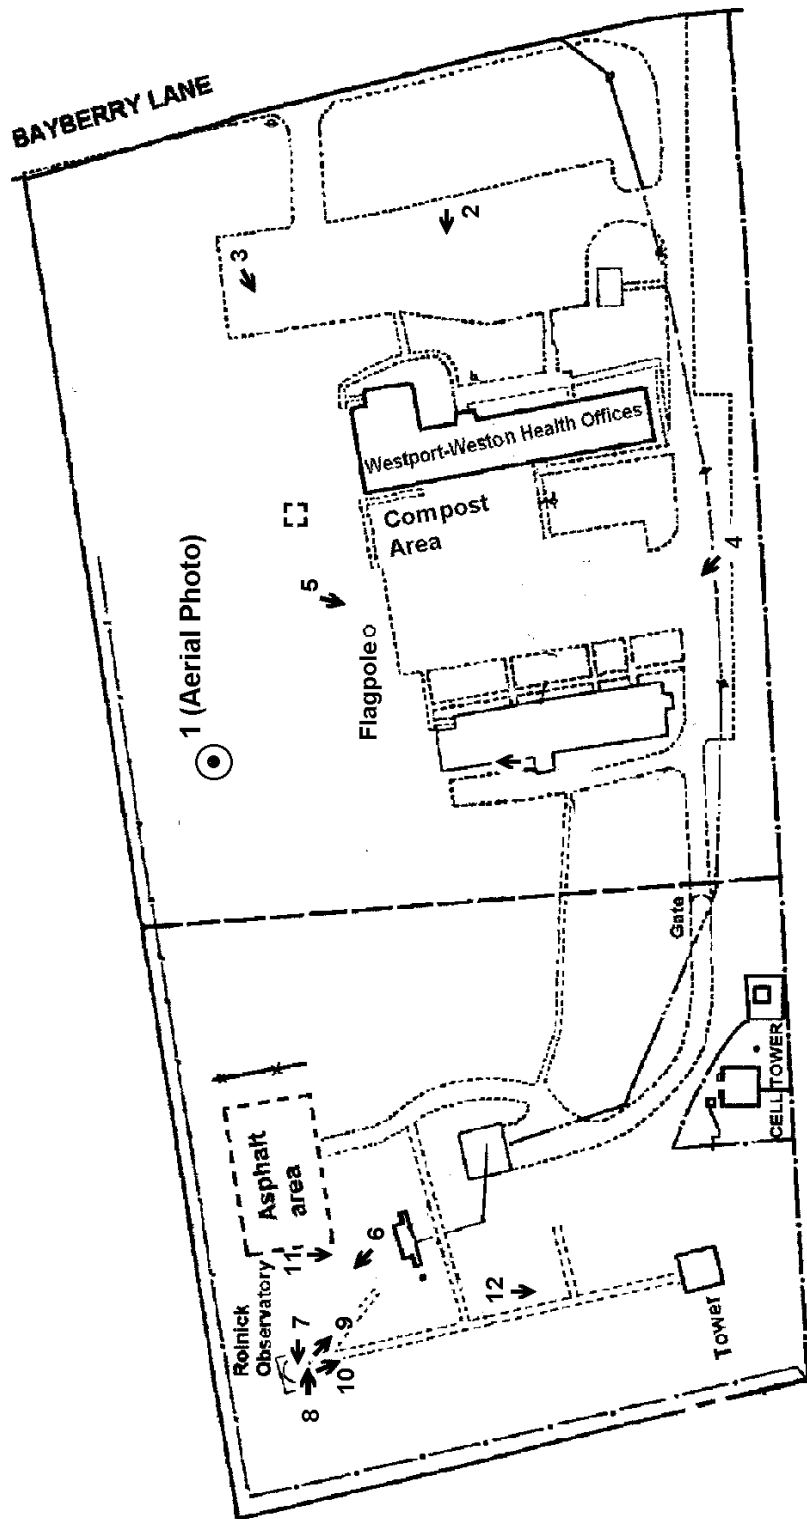 BAYBERRY LANE
2
3
Westport-Weston Health Offices
Compost
Area
4
1 (Aerial Photo)
5
Flagpole
Gate
CELL TOWER
Asphalt
area
Rolnick
Observatory
11
6
7
9
8
10
12
Tower